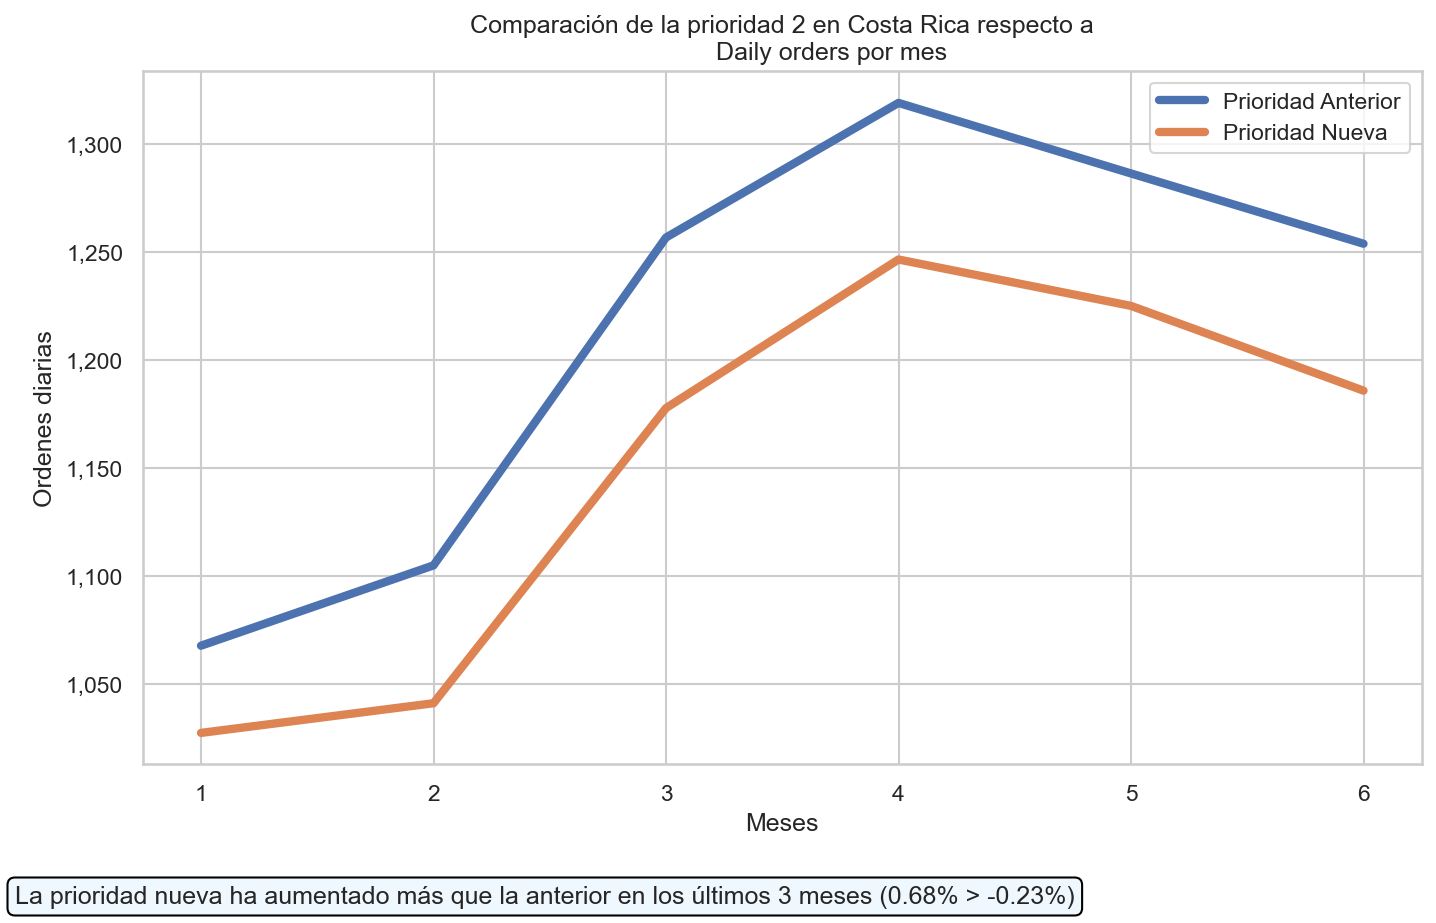 Comparación de la prioridad 2 en Costa Rica respecto a
Daily orders por mes
Prioridad Anterior
Prioridad Nueva
1,300
1,250
1,200
1,150
1,100
1,050
Ordenes diarias
1 2 3 4 5 6
Meses
La prioridad nueva ha aumentado más que la anterior en los últimos 3 meses (0.68% > -0.23%)